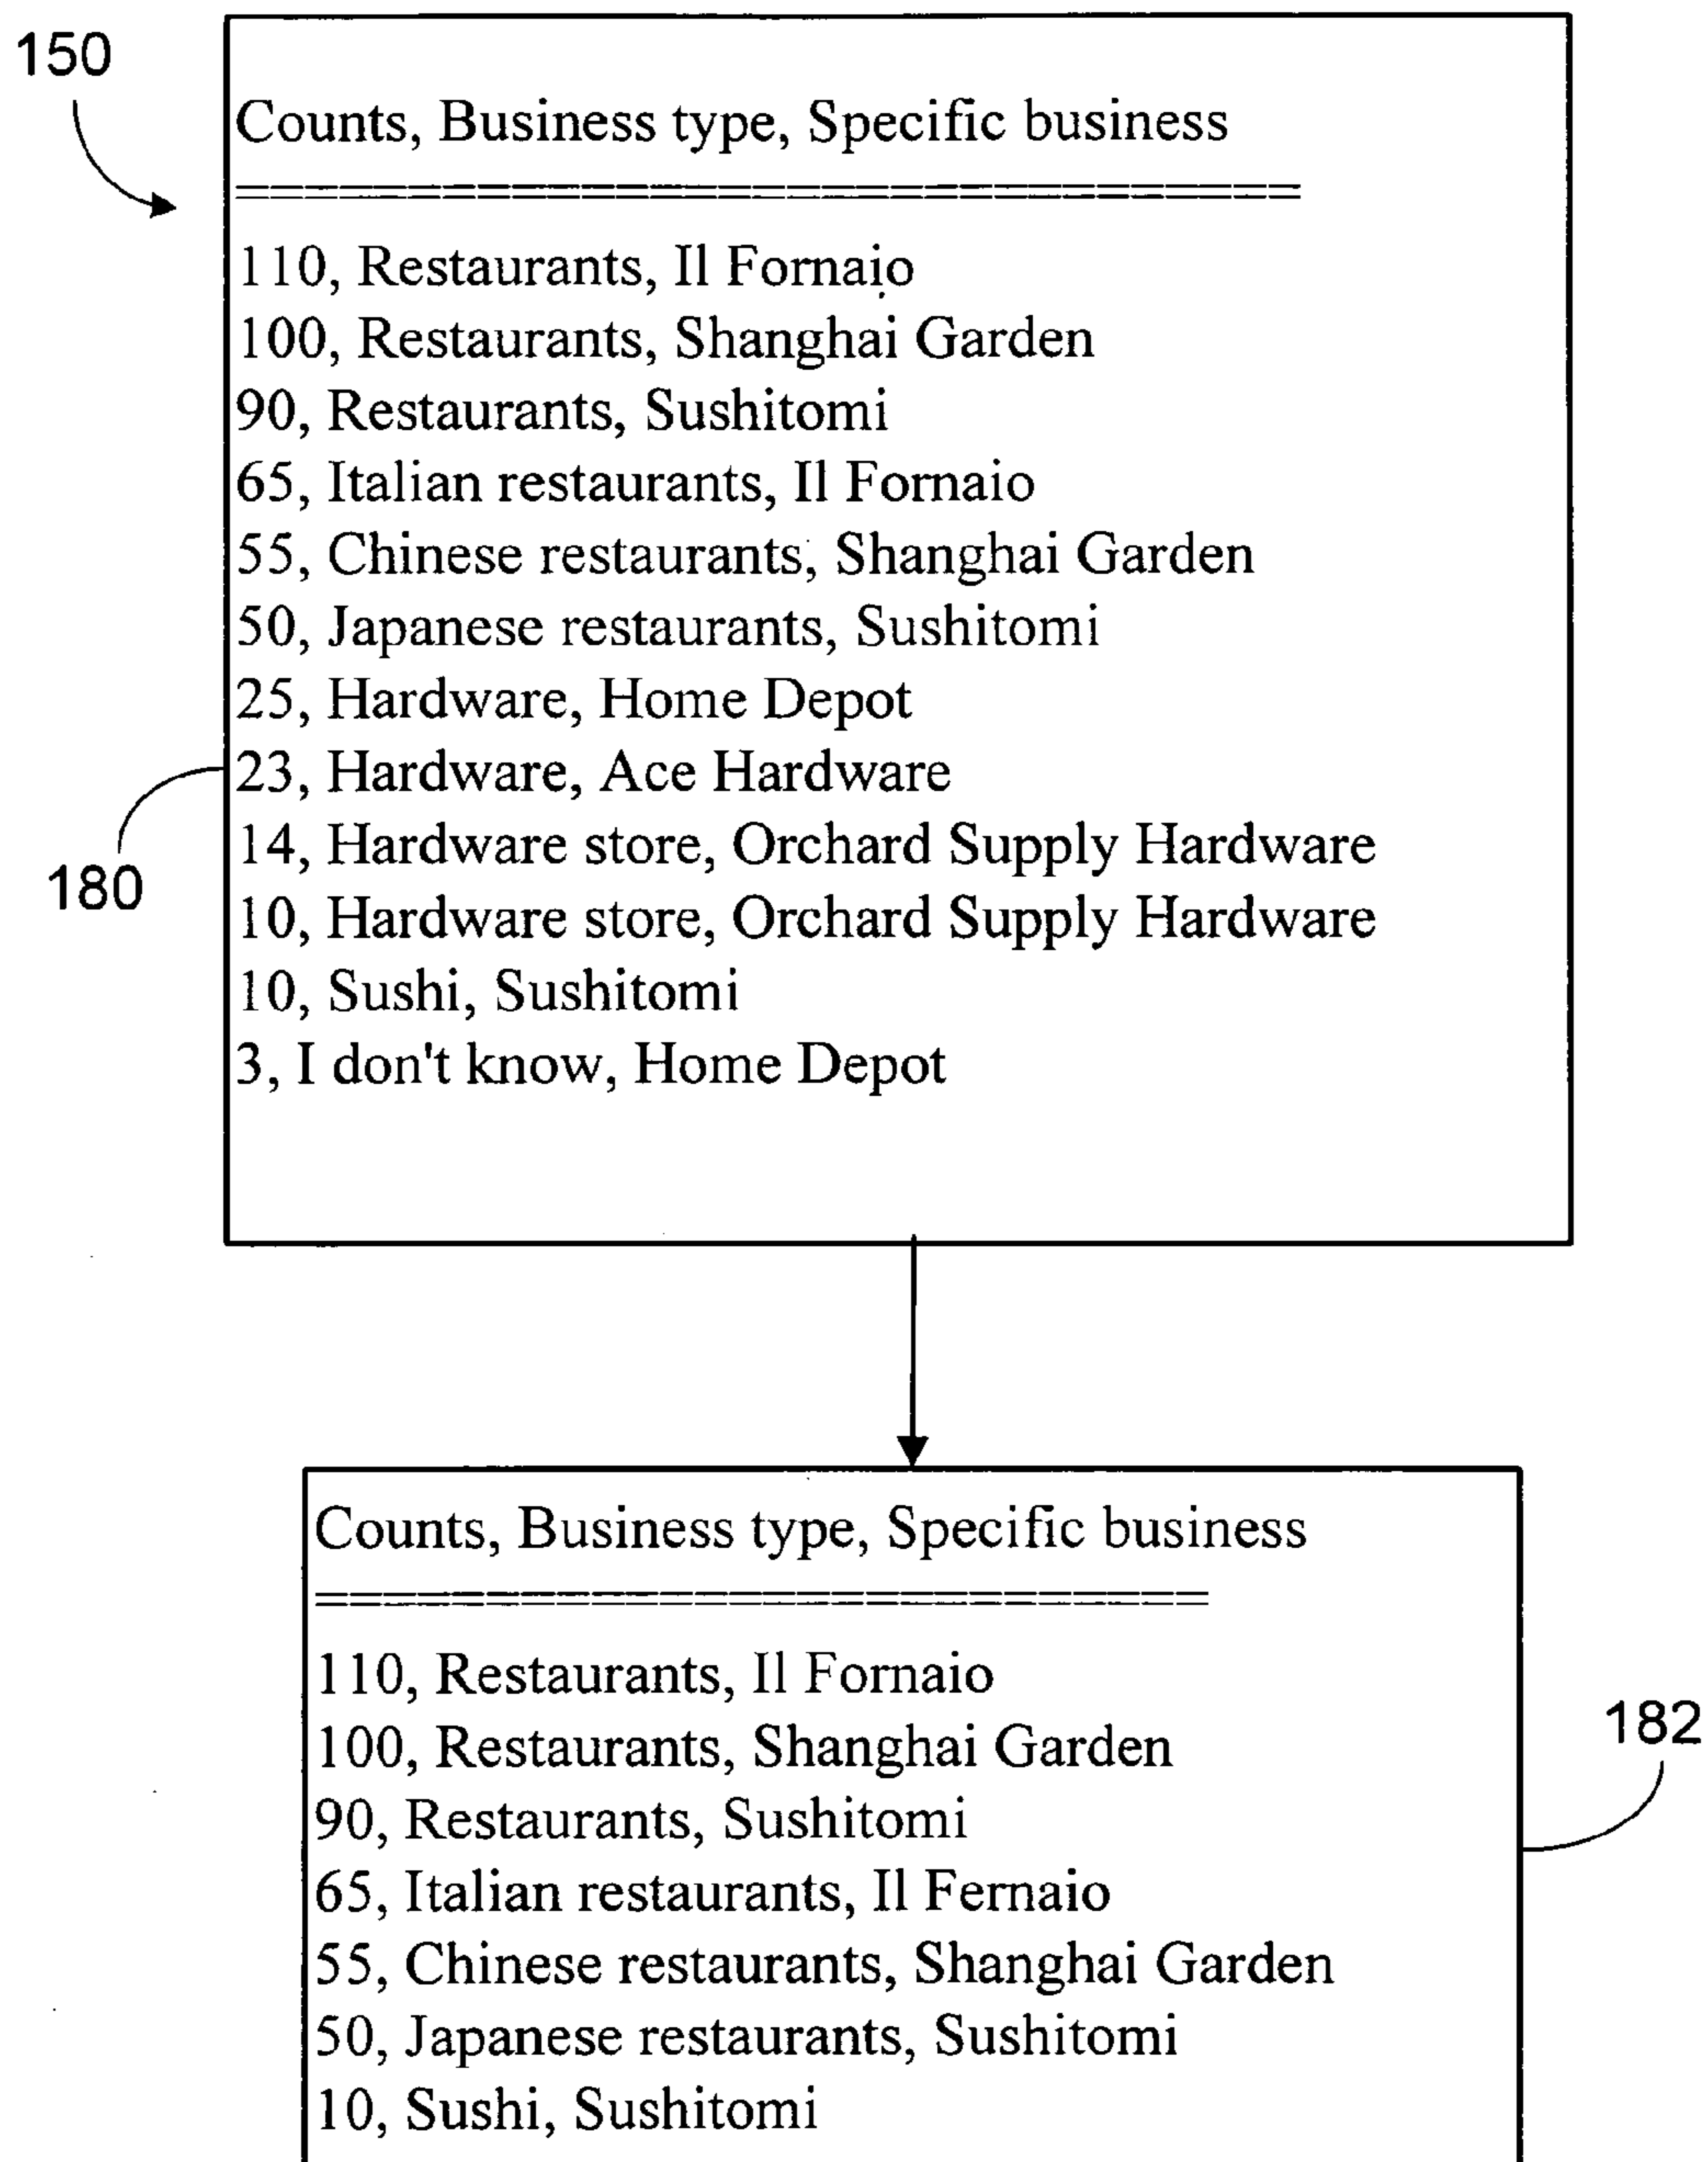 150
Counts, Business type, Specific business
===============================
110, Restaurants, Il Fornaio
100, Restaurants, Shanghai Garden
90, Restaurants, Sushitomi
65, Italian restaurants, Il Fornaio
55, Chinese restaurants, Shanghai Garden
50, Japanese restaurants, Sushitomi
25, Hardware, Home Depot
23, Hardware, Ace Hardware
14, Hardware store, Orchard Supply Hardware
180
10, Hardware store, Orchard Supply Hardware
10, Sushi, Sushitomi
3, I don't know, Home Depot
Counts, Business type, Specific business
==========================
110, Restaurants, Il Fornaio
182
100, Restaurants, Shanghai Garden
90, Restaurants, Sushitomi
65, Italian restaurants, Il Fernaio
55, Chinese restaurants, Shanghai Garden
50, Japanese restaurants, Sushitomi
10, Sushi, Sushitomi